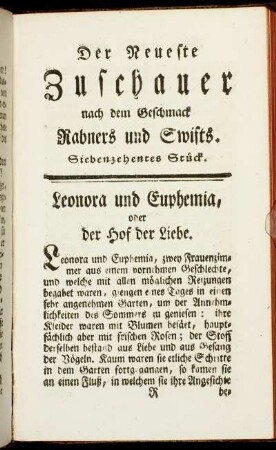 Der Neueste
Zuschauer
nach dem Geschmack
Rabners und Swifts.
Siebenzehentes Stück.
Leonora und Euphemia,
oder
der Hof der Liebe.
Leonora und Euphemia, zwey Frauenzim-
mer aus einem vornehmen Geschlechte,
und welche mit allen möglichen Reizungen
begabet waren, giengen eines Tages in einen
sehr angenehmen Garten, um der Annehm-
lichkeiten des Sommers zu geniesen: ihre
Kleider waren mit Blumen besäet, haupt-
sächlich aber mit frischen Rosen; der Stoff
derselben bestand aus Liebe und aus Gesang
der Vögeln. Kaum waren sie etliche Schritte
in dem Garten fortgegangen, so kamen sie
an einen Fluß, in welchem sie ihre Angesichte
R be-